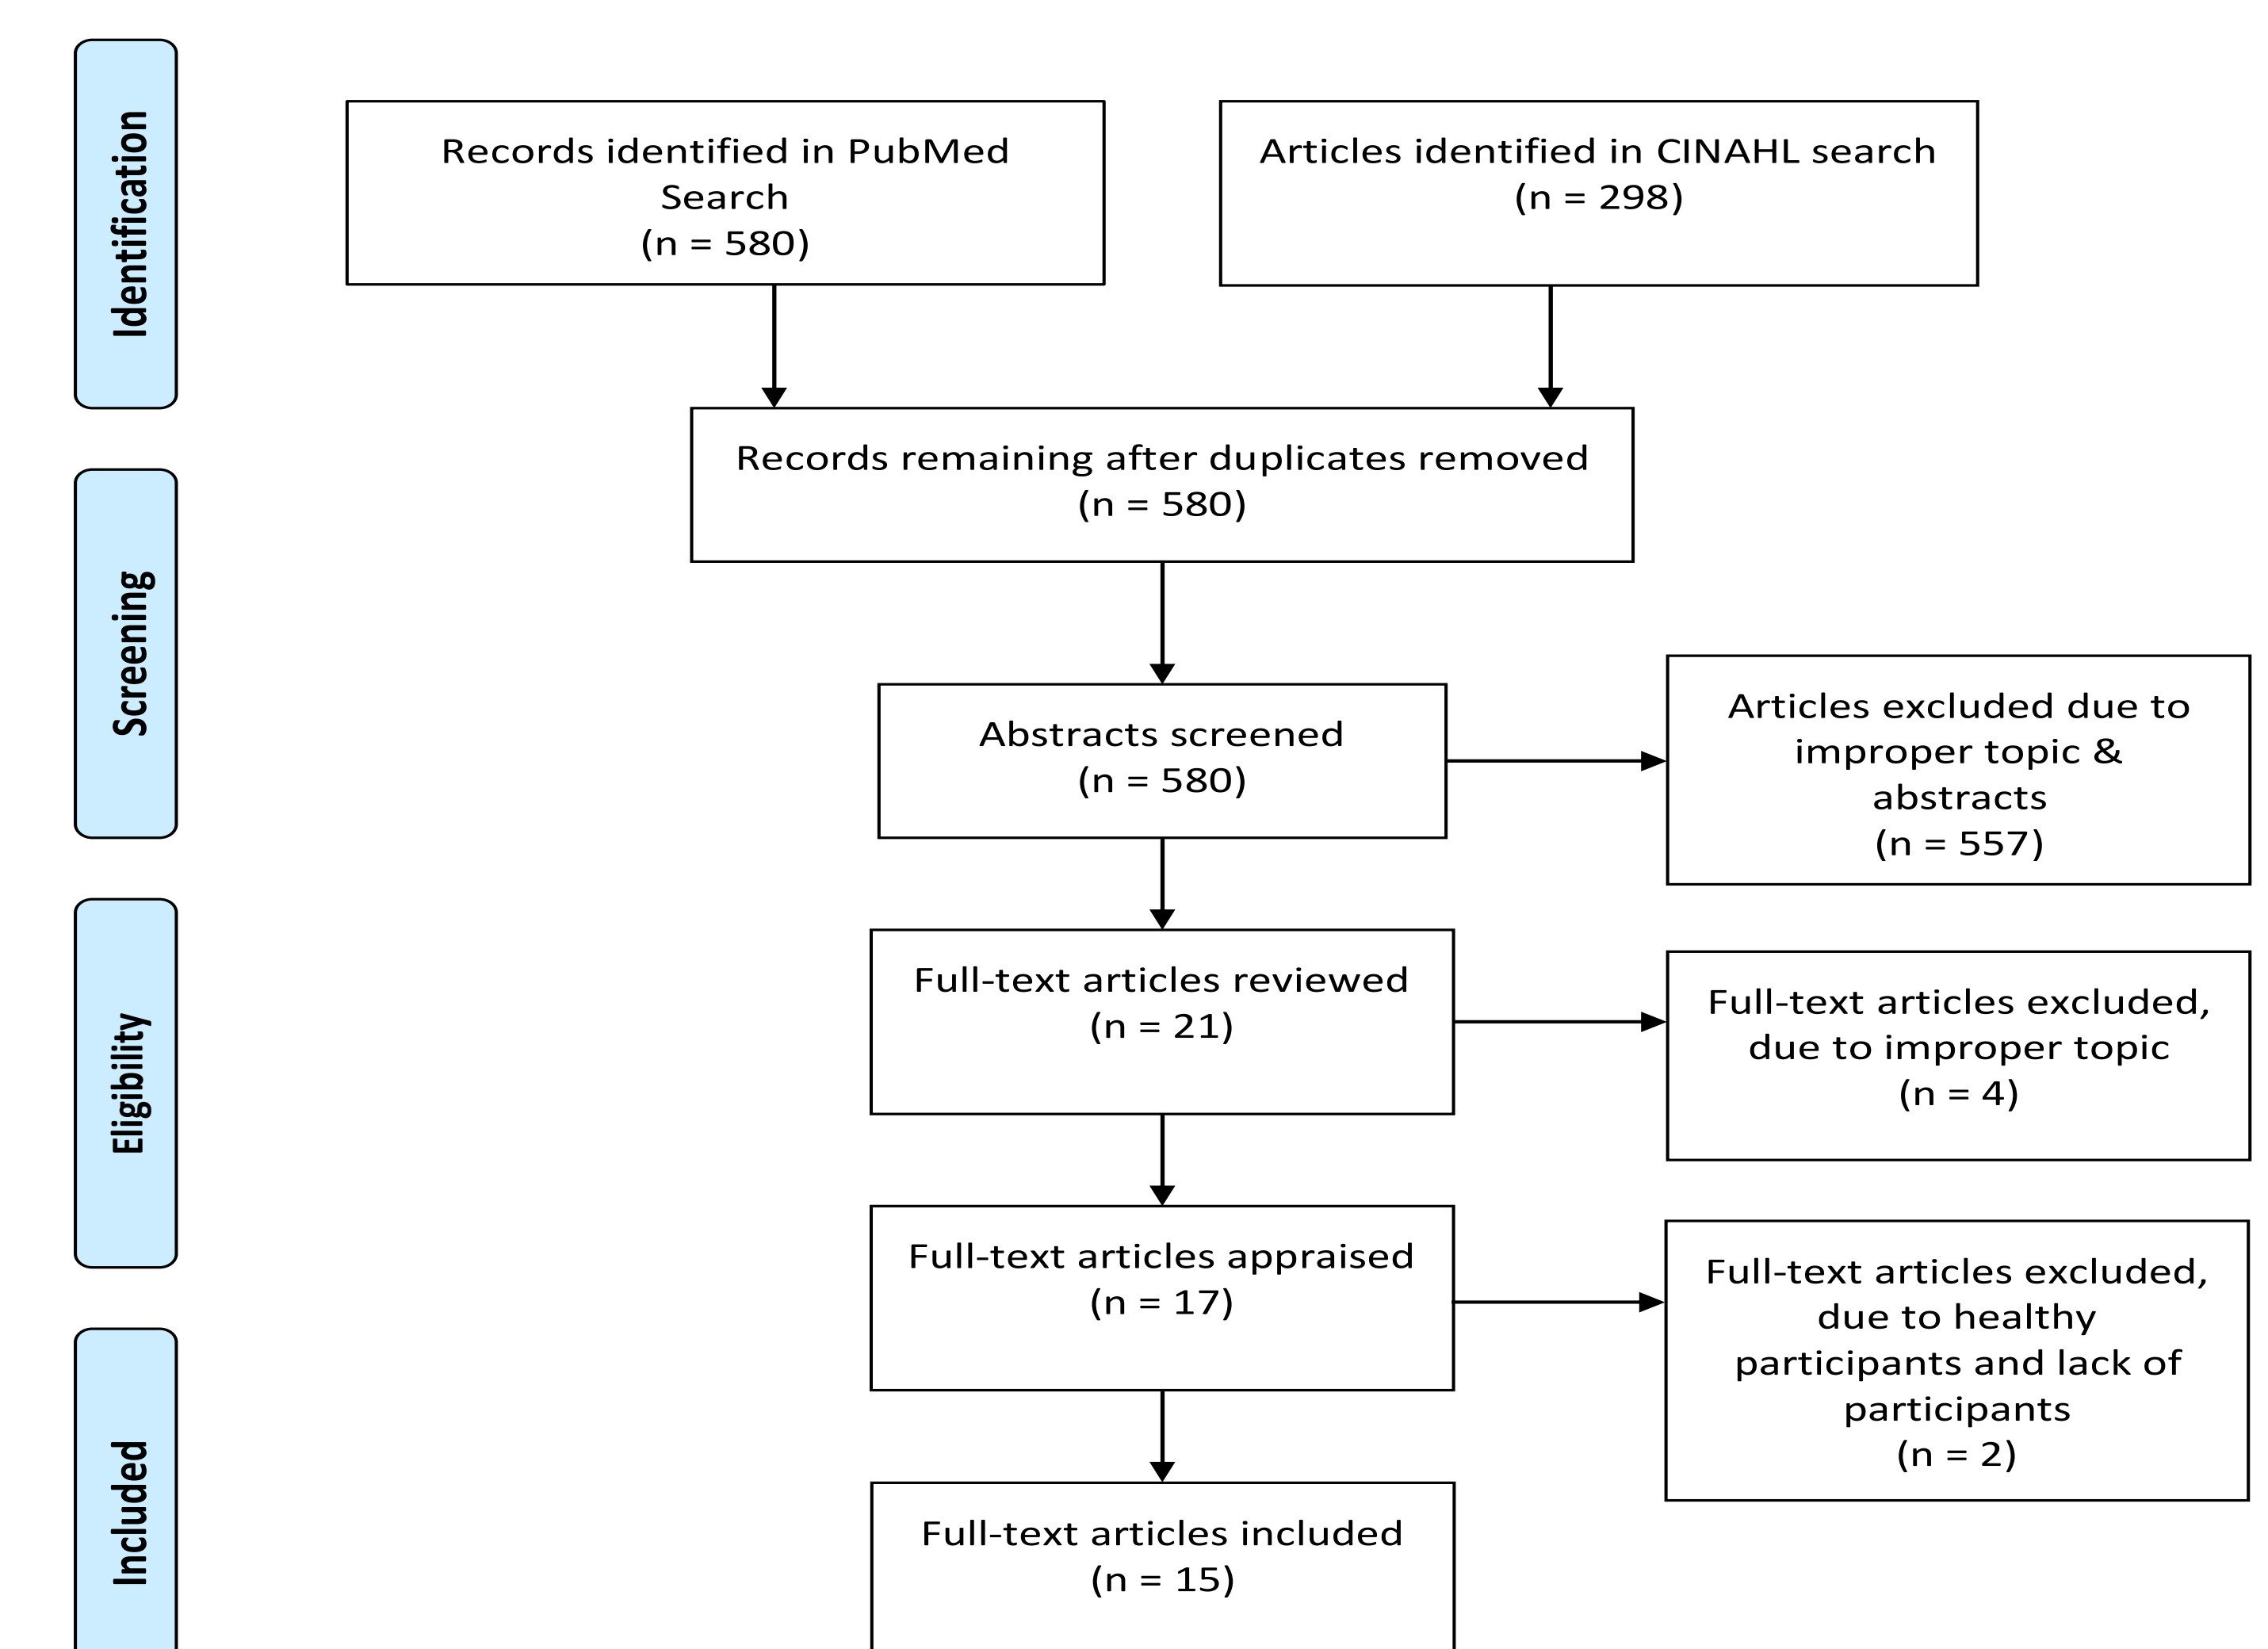 Identification
Records identified in PubMed
Search
(n = 580)
Articles identified in CINAHL search
(n = 298)
Records remaining after duplicates removed
(n = 580)
Screening
Abstracts screened
(n = 580)
Articles excluded due to
improper topic &
abstracts
(n = 557)
Eligibility
Full-text articles reviewed
(n = 21)
Full-text articles excluded,
due to improper topic
(n = 4)
Full-text articles appraised
(n = 17)
Full-text articles excluded,
due to healthy
participants and lack of
participants
(n = 2)
Included
Full-text articles included
(n = 15)